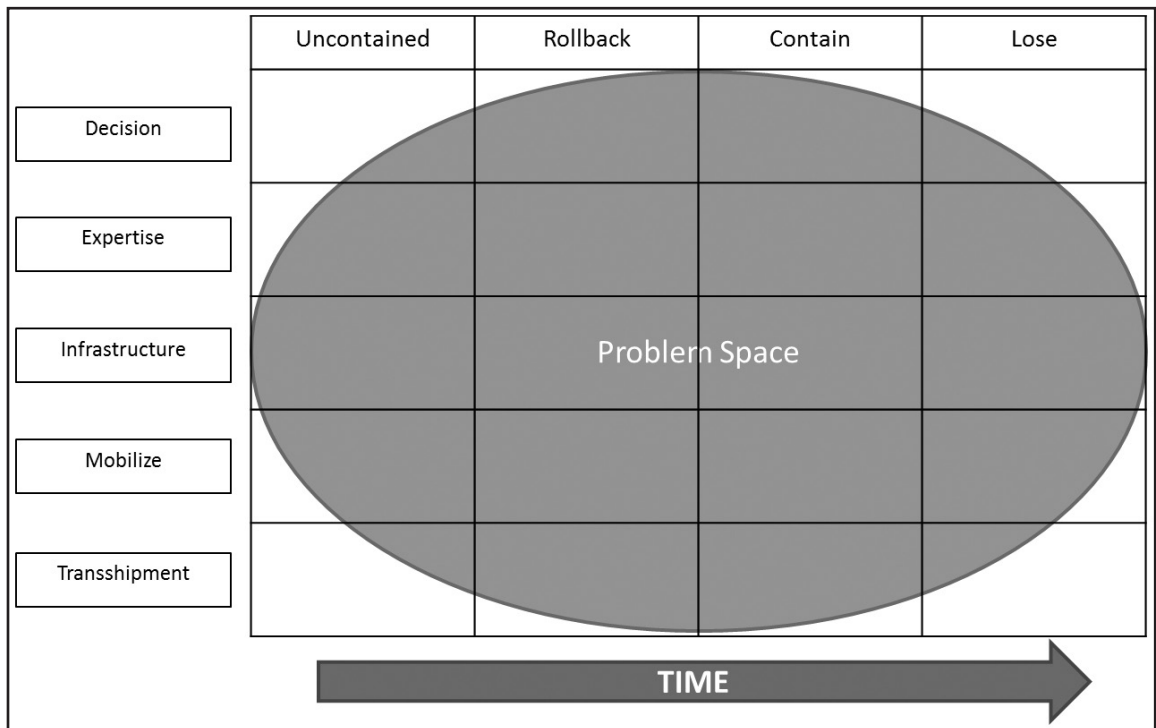 Uncontained Rollback Contain Lose
Decision
Expertise
Infrastructure
Problem Space
Mobilize
Transshipment
TIME